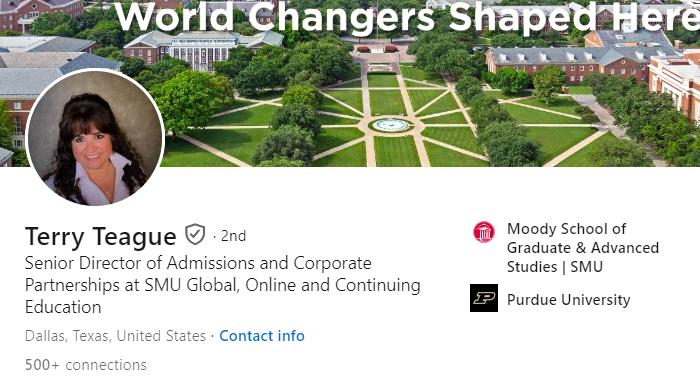 World Changers Shaped Here
Terry Teague · 2nd
Senior Director of Admissions and Corporate
Partnerships at SMU Global, Online and Continuing
Education
Dallas, Texas, United States · Contact info
500+ connections
Moody School of
Graduate & Advanced
Studies | SMU
P
Purdue University